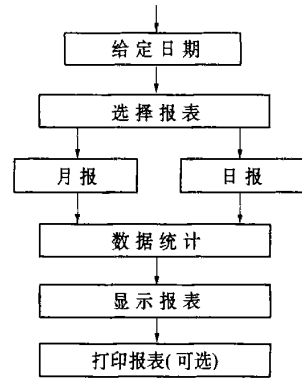 给定日期
选择报表
月报
日报
数据统计
显示报表
打印报表(可选)